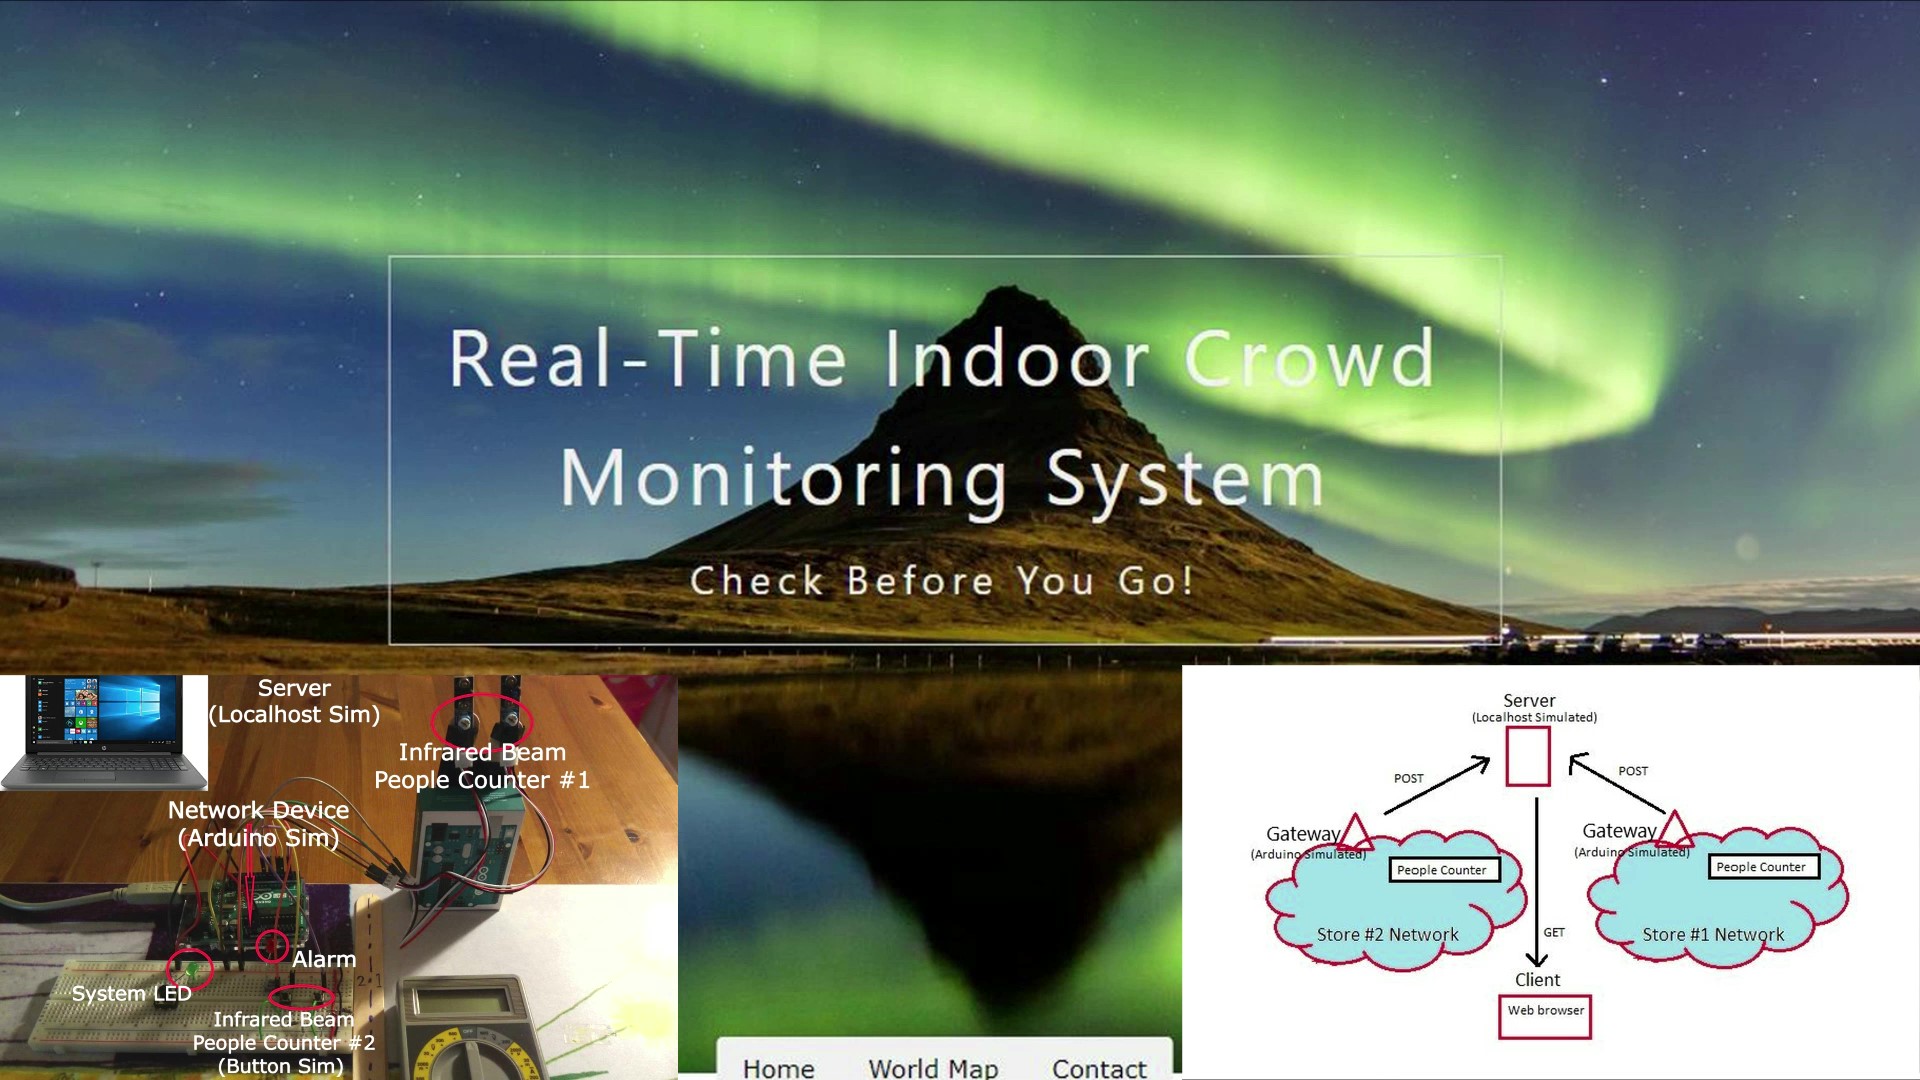 Real-Time Indoor Crowd
Monitoring System
Check Before You Go!
Server
(Localhost Sim)
Infrared Beam
People Counter #1
Network Device
(Arduino Sim)
Alarm
System LED
Infrared Beam
People Counter #2
(Button Sim)
2
1
Home World Map Contact
Server
(Localhost Simulated)
POST
POST
Gateway
(Arduino Simulated)
People Counter
Store #2 Network
Gateway
(Arduino Simulated)
People Counter
Store #1 Network
GET
Client
Web browser